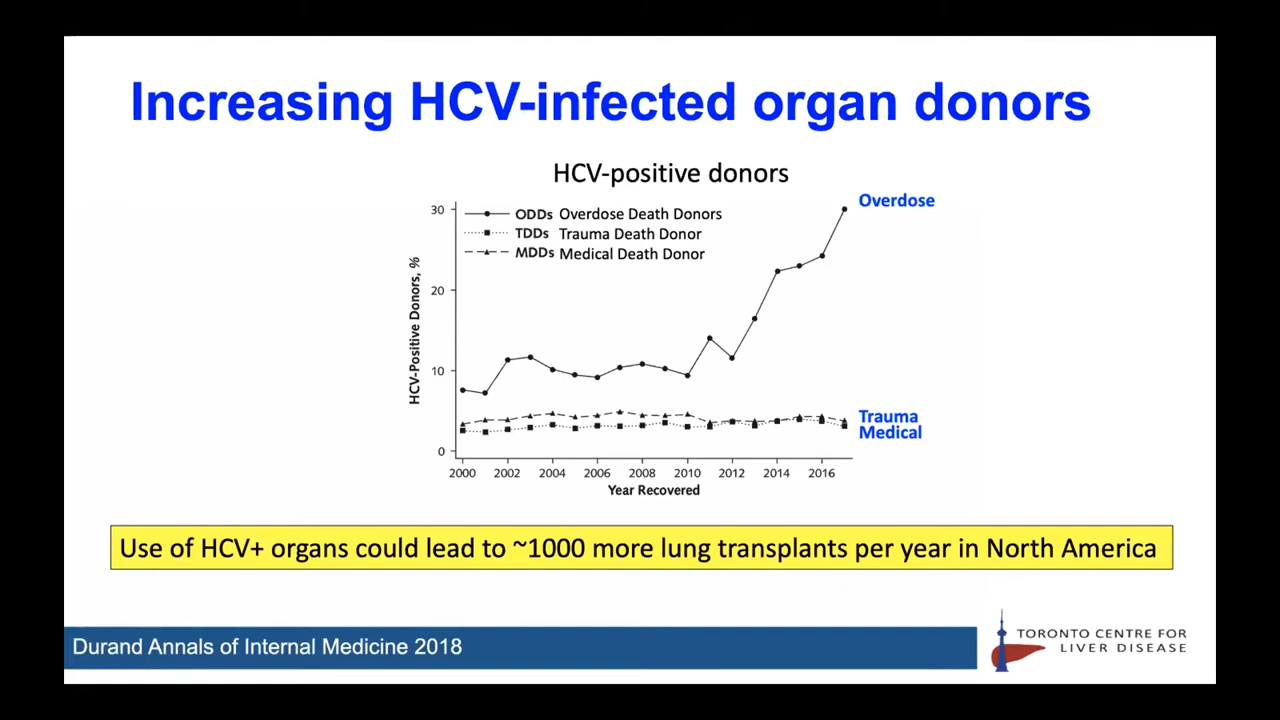 Increasing HCV-infected organ donors
HCV-positive donors
Overdose
ODDs Overdose Death Donors
TDDs Trauma Death Donor
MDDs Medical Death Donor
HCV-Positive Donors, %
30
20
10
0
Trauma
Medical
2000 2002 2004 2006 2008 2010 2012 2014 2016
Year Recovered
Use of HCV+ organs could lead to ~1000 more lung transplants per year in North America
Durand Annals of Internal Medicine 2018
TORONTO CENTRE FOR
LIVER DISEASE